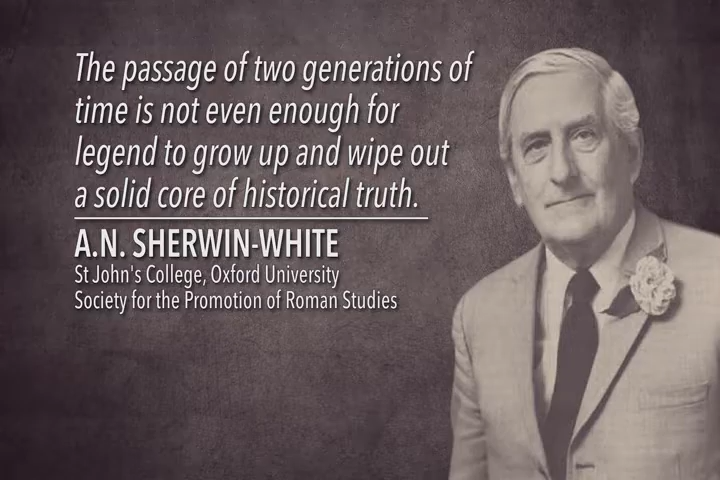 The passage of two generations of
time is not even enough for
legend to grow up and wipe out
a solid core of historical truth.
A.N. SHERWIN-WHITE
St John's College, Oxford University
Society for the Promotion of Roman Studies